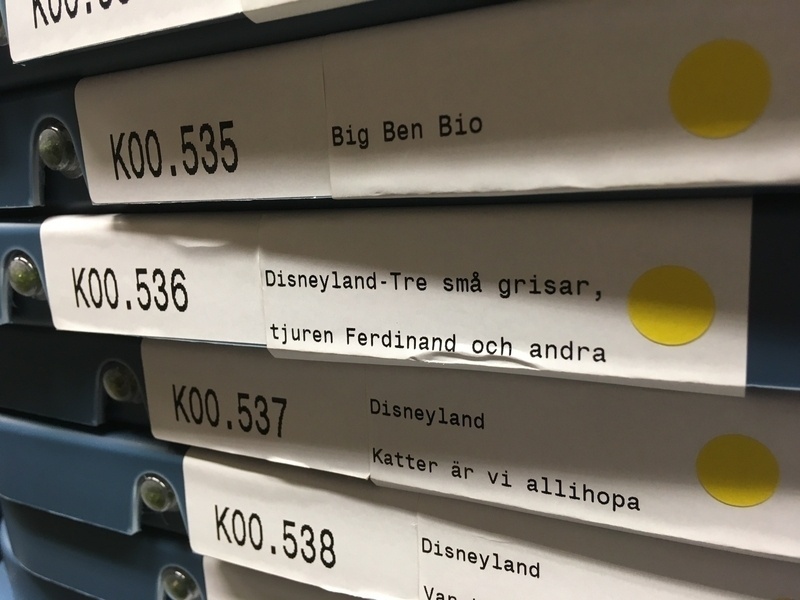 K00.535
Big Ben Bio
K00.536
Disneyland-Tre små grisar,
tjuren Ferdinand och andra
K00.537
Disneyland
Katter är vi allihopa
K00.538
Disneyland